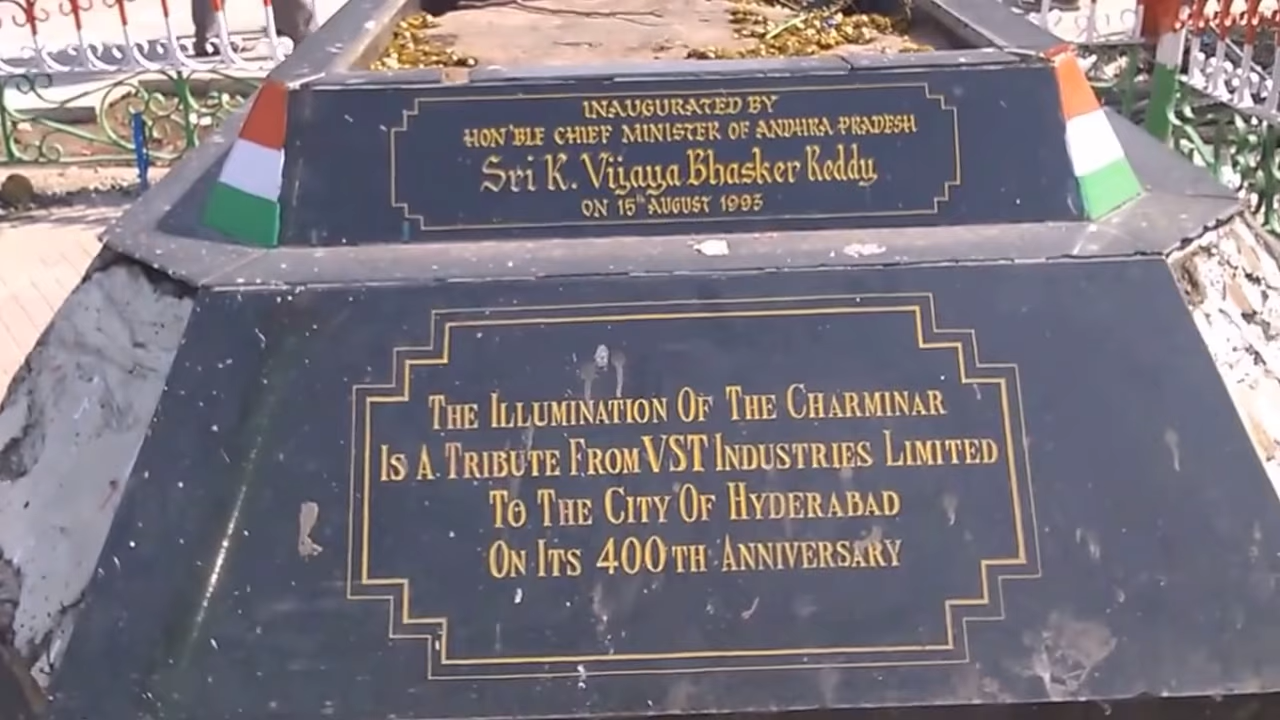 INAUGURATED BY
HON'BLE CHIEF MINISTER OF ANDHRA PRADESH
Sri K. Vijaya Bhasker Reddy,
ON 15th AUGUST 1993
THE ILLUMINATION OF THE CHARMINAR
IS A TRIBUTE FROM VST INDUSTRIES LIMITED
TO THE CITY OF HYDERABAD
ON ITS 400TH ANNIVERSARY